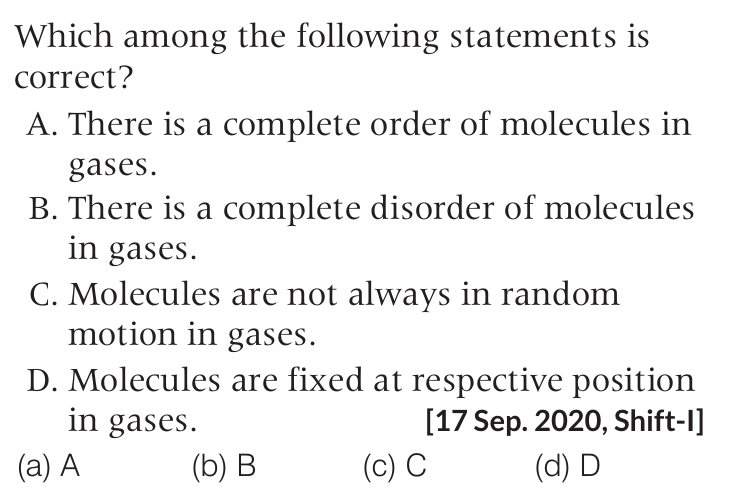 Which among the following statements is
correct?
A. There is a complete order of molecules in
gases.
B. There is a complete disorder of molecules
in gases.
C. Molecules are not always in random
motion in gases.
D. Molecules are fixed at respective position
in gases. [17 Sep. 2020, Shift-I]
(a) A (b) B (c) C (d) D